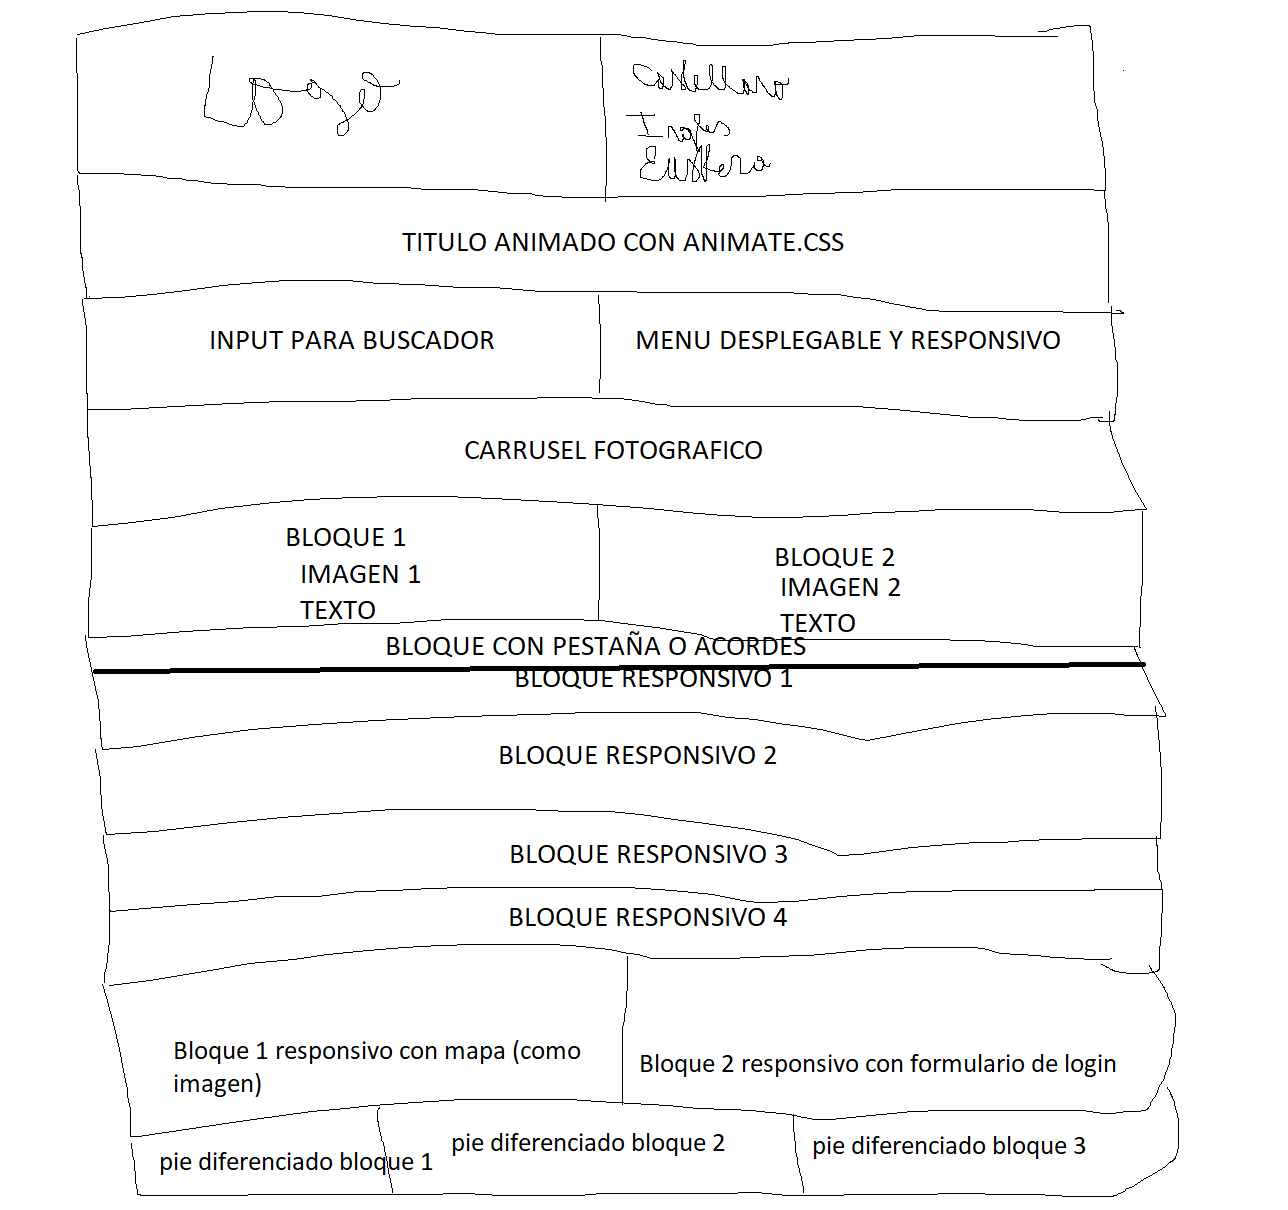 Logo
Castellano
Ingles
Euskera
TITULO ANIMADO CON ANIMATE.CSS
INPUT PARA BUSCADOR
MENU DESPLEGABLE Y RESPONSIVO
CARRUSEL FOTOGRAFICO
BLOQUE 1
IMAGEN 1
TEXTO
BLOQUE 2
IMAGEN 2
TEXTO
BLOQUE CON PESTAÑA O ACORDES
BLOQUE RESPONSIVO 1
BLOQUE RESPONSIVO 2
BLOQUE RESPONSIVO 3
BLOQUE RESPONSIVO 4
Bloque 1 responsivo con mapa (como
imagen)
Bloque 2 responsivo con formulario de login
pie diferenciado bloque 1
pie diferenciado bloque 2
pie diferenciado bloque 3